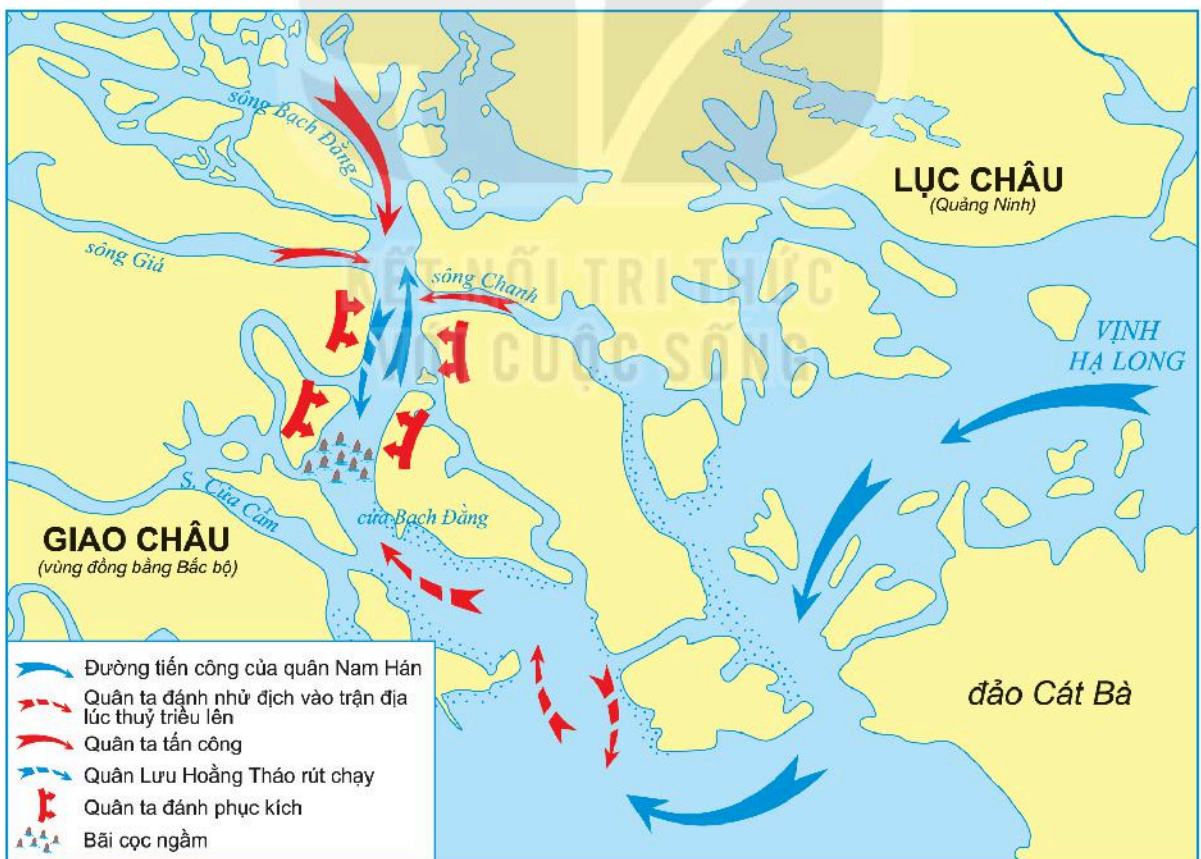 sông Bạch Đằng
LỤC CHÂU
(Quảng Ninh)
sông Giá
KẾT NỐI TRI THỨC
VỚI CUỘC SỐNG
sông Chanh
VỊNH
HẠ LONG
S. Cửa Cấm
cửa Bạch Đằng
GIAO CHÂU
(vùng đồng bằng Bắc bộ)
đảo Cát Bà
Đường tiến công của quân Nam Hán
Quân ta đánh nhử địch vào trận địa
lúc thuỷ triều lên
Quân ta tấn công
Quân Lưu Hoằng Tháo rút chạy
Quân ta đánh phục kích
Bãi cọc ngầm